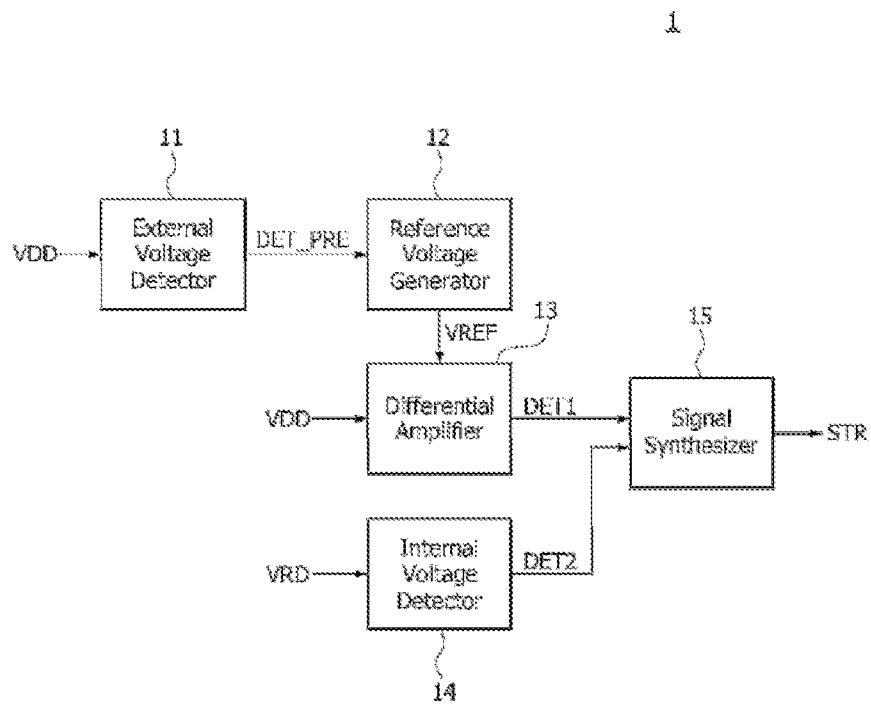 1
11
12
External
Voltage
Detector
Reference
Voltage
Generator
VDD
DET_PRE
VREF
13
15
VDD
Differential
Amplifier
DET1
Signal
Synthesizer
STR
VRD
Internal
Voltage
Detector
DET2
14